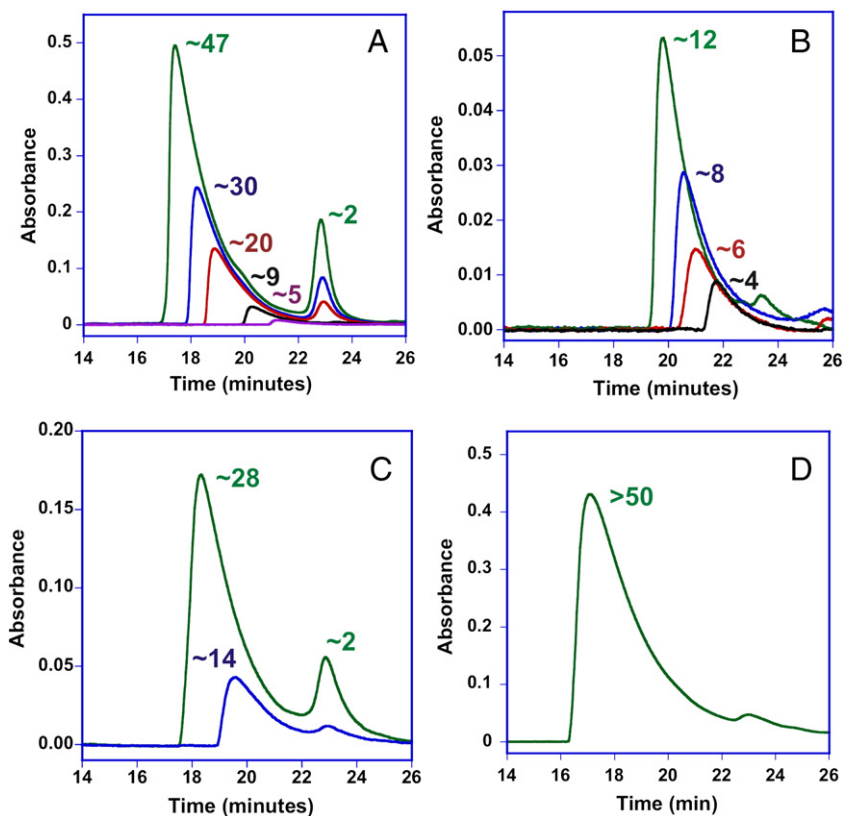 A
0.5
0.4
0.3
0.2
0.1
0
Absorbance
~47
~30
~20
~9
~5
~2
14 16 18 20 22 24 26
Time (minutes)
B
0.05
0.04
0.03
0.02
0.01
0.00
Absorbance
~12
~8
~6
~4
14 16 18 20 22 24 26
Time (minutes)
C
0.20
0.15
0.10
0.05
0.00
Absorbance
~28
~14
~2
14 16 18 20 22 24 26
Time (minutes)
D
0.5
0.4
0.3
0.2
0.1
0
Absorbance
>50
14 16 18 20 22 24 26
Time (min)